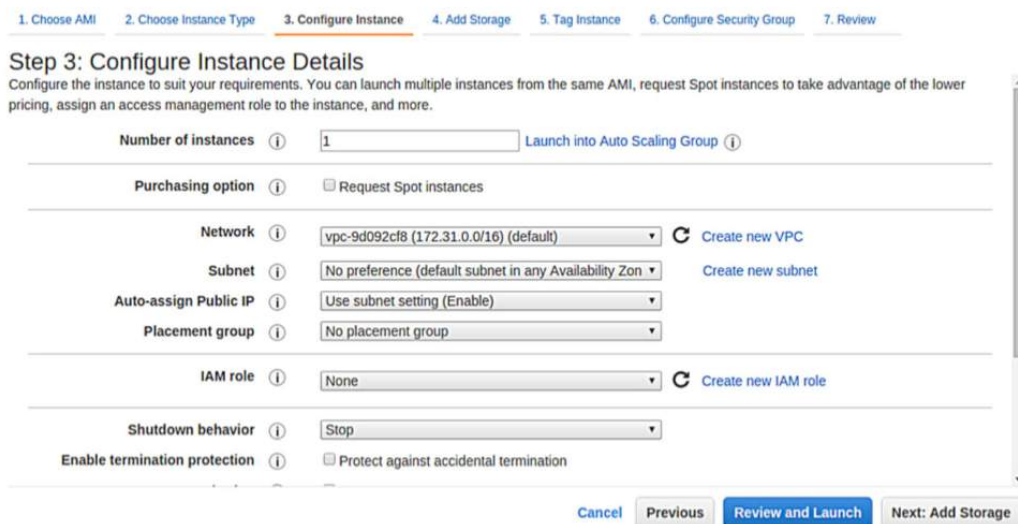 1. Choose AMI 2. Choose Instance Type 3. Configure Instance 4. Add Storage 5. Tag Instance 6. Configure Security Group 7. Review
Step 3: Configure Instance Details
Configure the instance to suit your requirements. You can launch multiple instances from the same AMI, request Spot instances to take advantage of the lower
pricing, assign an access management role to the instance, and more.
Number of instances 1 Launch into Auto Scaling Group
Purchasing option Request Spot instances
Network vpc-9d092cf8 (172.31.0.0/16) (default) Create new VPC
Subnet No preference (default subnet in any Availability Zon Create new subnet
Auto-assign Public IP Use subnet setting (Enable)
Placement group No placement group
IAM role None Create new IAM role
Shutdown behavior Stop
Enable termination protection Protect against accidental termination
Cancel Previous Review and Launch Next: Add Storage